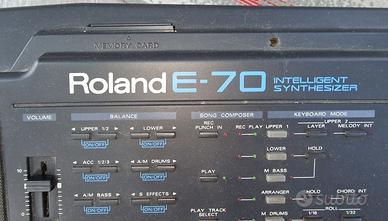 MEMORY CARD
Roland E-70 INTELLIGENT SYNTHESIZER
VOLUME BALANCE SONG COMPOSER KEYBOARD MODE
UPPER 2
UPPER 1/2 LOWER REC PUNCH IN REC PLAY UPPER 1 LAYER MELODY INT
ON/OFF ON/OFF
LOWER HOLD
10
ACC 1/2/3 A/M DRUMS PLAY M BASS
ON/OFF ON/OFF
ARRANGER HOLD CHORD INT
A/M BASS S EFFECTS PLAY TRACK SELECT M DRUMS ROLL
1/16 1/32
ON/OFF ON/OFF
Subito